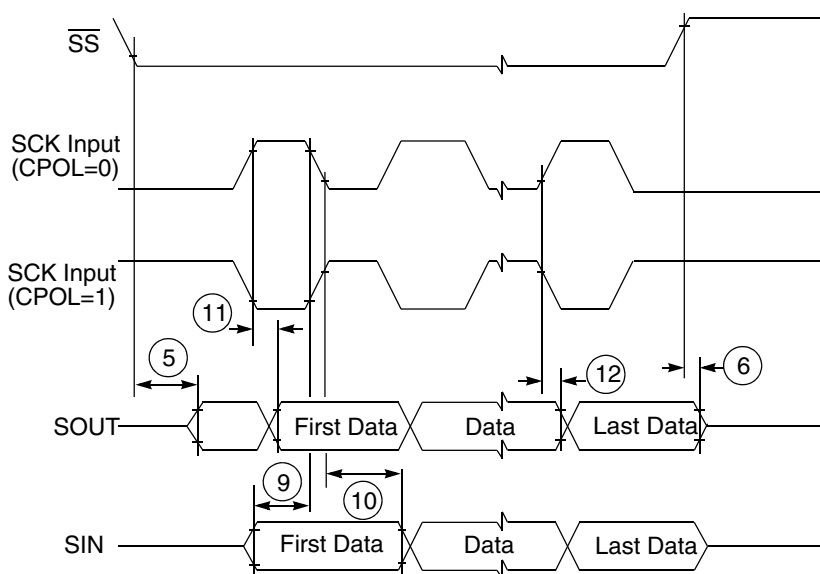 SS
SCK Input
(CPOL=0)
SCK Input
(CPOL=1)
11
5
12
6
SOUT
First Data
Data
Last Data
9
10
SIN
First Data
Data
Last Data